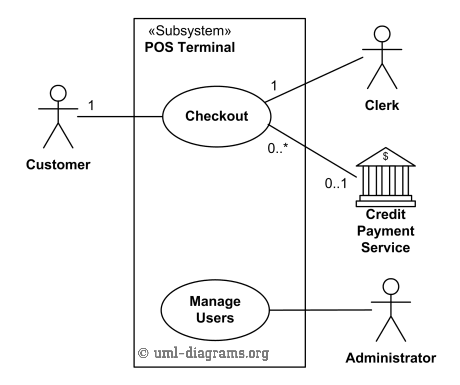 «Subsystem»
POS Terminal
1
Checkout
1
Clerk
Customer
0..*
0..1
$
Credit
Payment
Service
Manage
Users
© uml-diagrams.org
Administrator